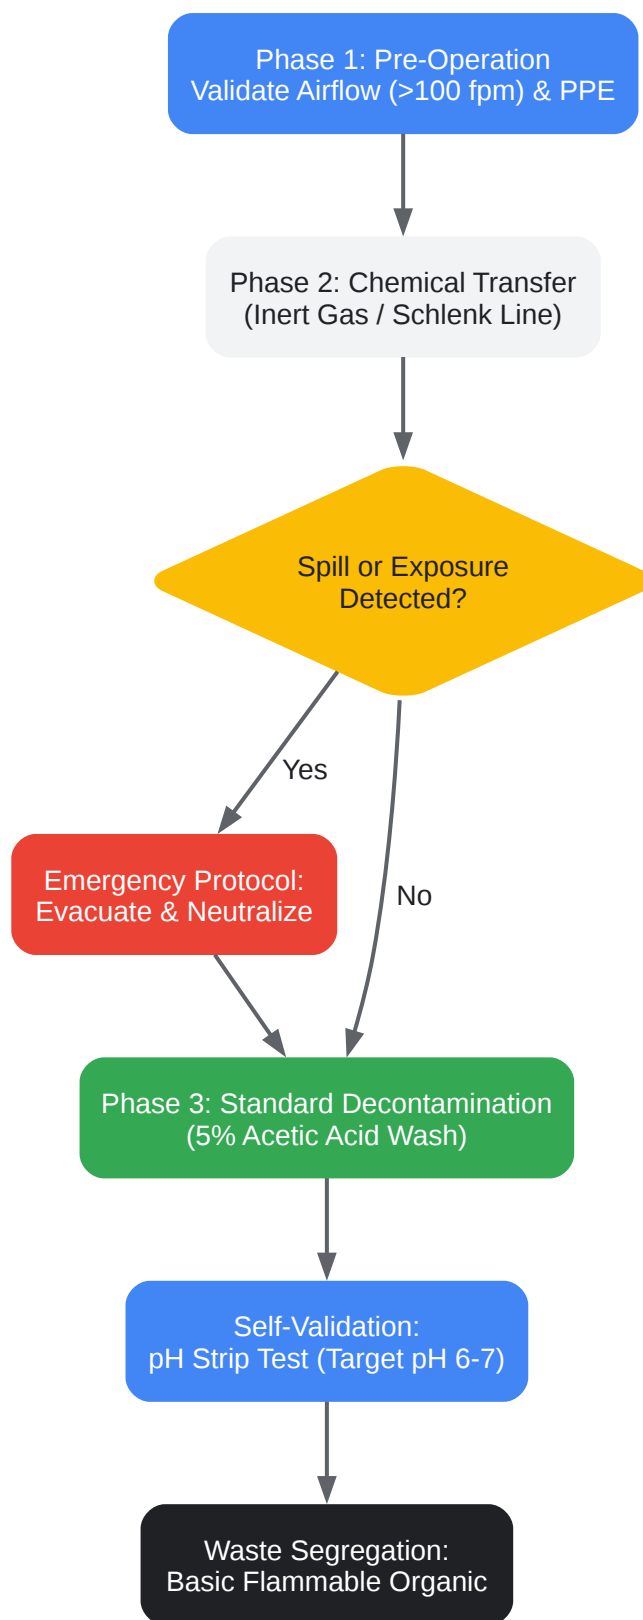 Phase 1: Pre-Operation
Validate Airflow (>100 fpm) & PPE
Phase 2: Chemical Transfer
(Inert Gas / Schlenk Line)
Spill or Exposure
Detected?
Yes
Emergency Protocol:
Evacuate & Neutralize
No
Phase 3: Standard Decontamination
(5% Acetic Acid Wash)
Self-Validation:
pH Strip Test (Target pH 6-7)
Waste Segregation:
Basic Flammable Organic